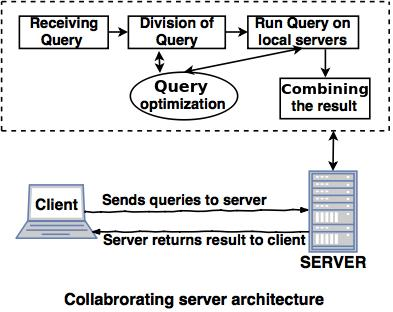 Receiving
Query
Division of
Query
Run Query on
local servers
Query
optimization
Combining
the result
Client
Sends queries to server
Server returns result to client
SERVER
Collabrorating server architecture